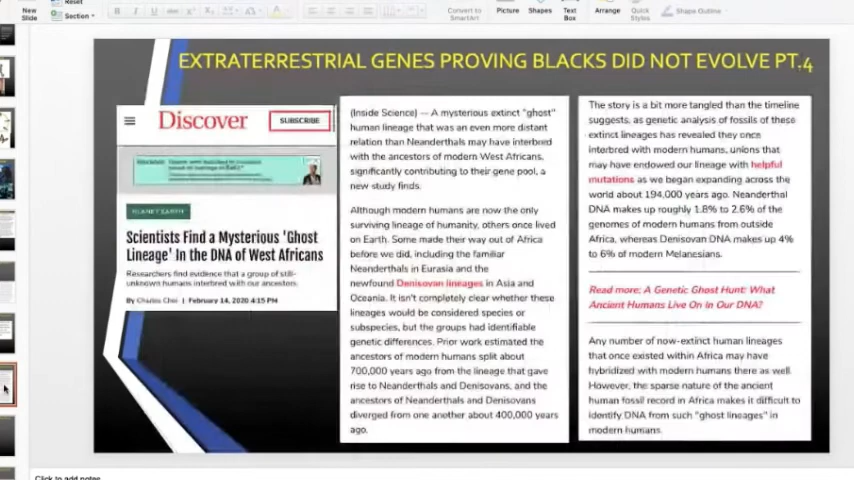 Reset
New
Slide
Section
B I U
Convert to
SmartArt
Picture
Shapes
Text
Box
Arrange
Quick
Styles
Shape Outline
EXTRATERRESTRIAL GENES PROVING BLACKS DID NOT EVOLVE PT.4
Discover
SUBSCRIBE
PLANET EARTH
Scientists Find a Mysterious 'Ghost
Lineage' In the DNA of West Africans
Researchers find evidence that a group of still-
unknown humans interbred with our ancestors.
By Charles Choi | February 14, 2020 4:15 PM
(Inside Science) — A mysterious extinct "ghost"
human lineage that was an even more distant
relation than Neanderthals may have interbred
with the ancestors of modern West Africans,
significantly contributing to their gene pool, a
new study finds.
Although modern humans are now the only
surviving lineage of humanity, others once lived
on Earth. Some made their way out of Africa
before we did, including the familiar
Neanderthals in Eurasia and the
newfound Denisovan lineages in Asia and
Oceania. It isn't completely clear whether these
lineages would be considered species or
subspecies, but the groups had identifiable
genetic differences. Prior work estimated the
ancestors of modern humans split about
700,000 years ago from the lineage that gave
rise to Neanderthals and Denisovans, and the
ancestors of Neanderthals and Denisovans
diverged from one another about 400,000 years
ago.
The story is a bit more tangled than the timeline
suggests, as genetic analysis of fossils of these
extinct lineages has revealed they once
interbred with modern humans, unions that
may have endowed our lineage with helpful
mutations as we began expanding across the
world about 194,000 years ago. Neanderthal
DNA makes up roughly 1.8% to 2.6% of the
genomes of modern humans from outside
Africa, whereas Denisovan DNA makes up 4%
to 6% of modern Melanesians.
Read more: A Genetic Ghost Hunt: What
Ancient Humans Live On In Our DNA?
Any number of now-extinct human lineages
that once existed within Africa may have
hybridized with modern humans there as well.
However, the sparse nature of the ancient
human fossil record in Africa makes it difficult to
identify DNA from such "ghost lineages" in
modern humans.
Click to add notes